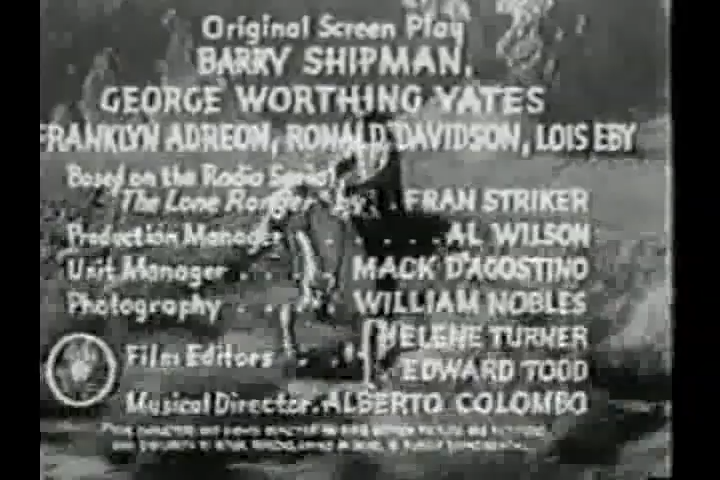 Original Screen Play
BARRY SHIPMAN,
GEORGE WORTHING YATES
FRANKLYN ADREON, RONALD DAVIDSON, LOIS EBY
Based on the Radio Serial
"The Lone Ranger" by . . FRAN STRIKER
Production Manager . . . . . AL WILSON
Unit Manager . . . . MACK D'AGOSTINO
Photography . . . . . WILLIAM NOBLES
Film Editors . . . { HELENE TURNER
EDWARD TODD
Musical Director. ALBERTO COLOMBO